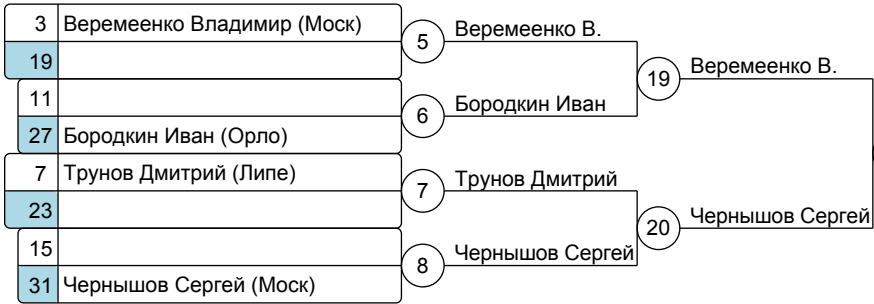 3 Веремеенко Владимир (Моск)
19
5 Веремеенко В.
11
27 Бородкин Иван (Орло)
6 Бородкин Иван
19 Веремеенко В.
7 Трунов Дмитрий (Липе)
23
7 Трунов Дмитрий
15
31 Чернышов Сергей (Моск)
8 Чернышов Сергей
20 Чернышов Сергей